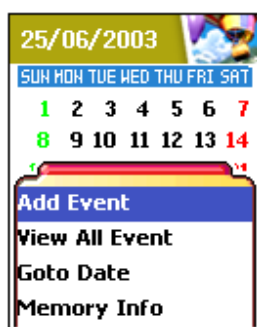 25/06/2003
SUN MON TUE WED THU FRI SAT
1 2 3 4 5 6 7
8 9 10 11 12 13 14
Add Event
View All Event
Goto Date
Memory Info